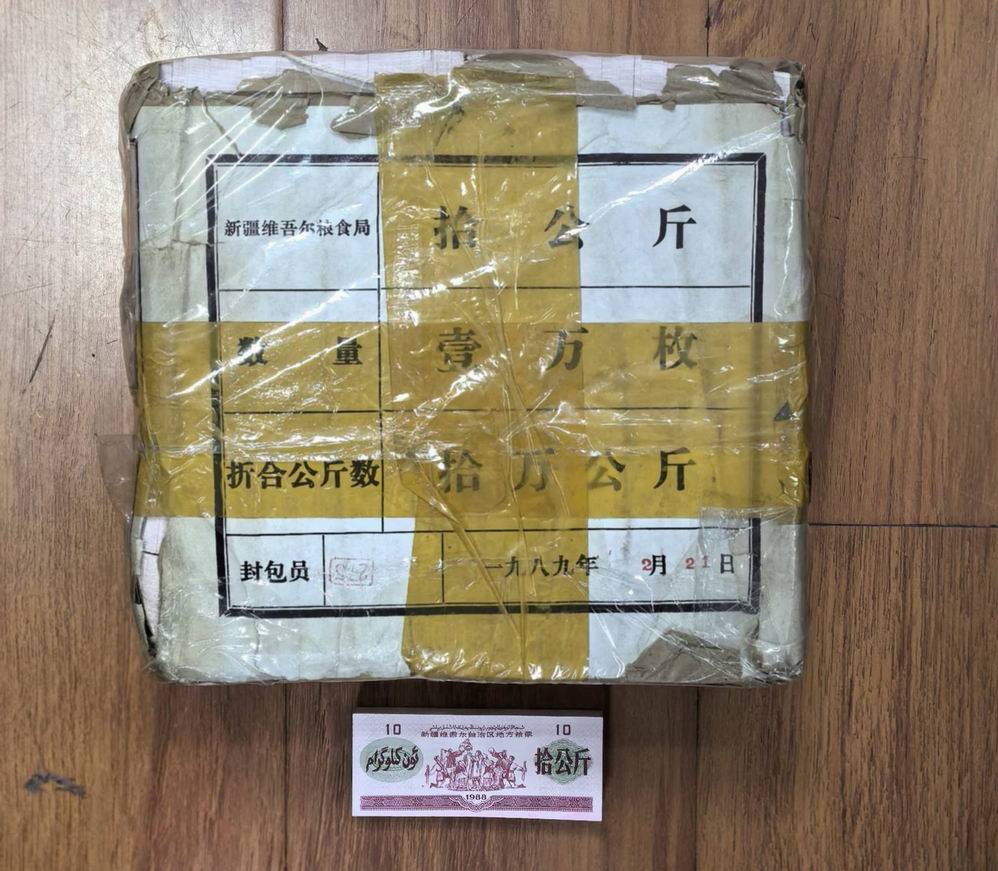 新疆维吾尔粮食局 拾公斤
数量 壹万枚
折合公斤数 拾万公斤
封包员 一九八九年 2月21日
10 10
新疆维吾尔自治区地方粮票
ئون كىلوگرام 拾公斤
1988